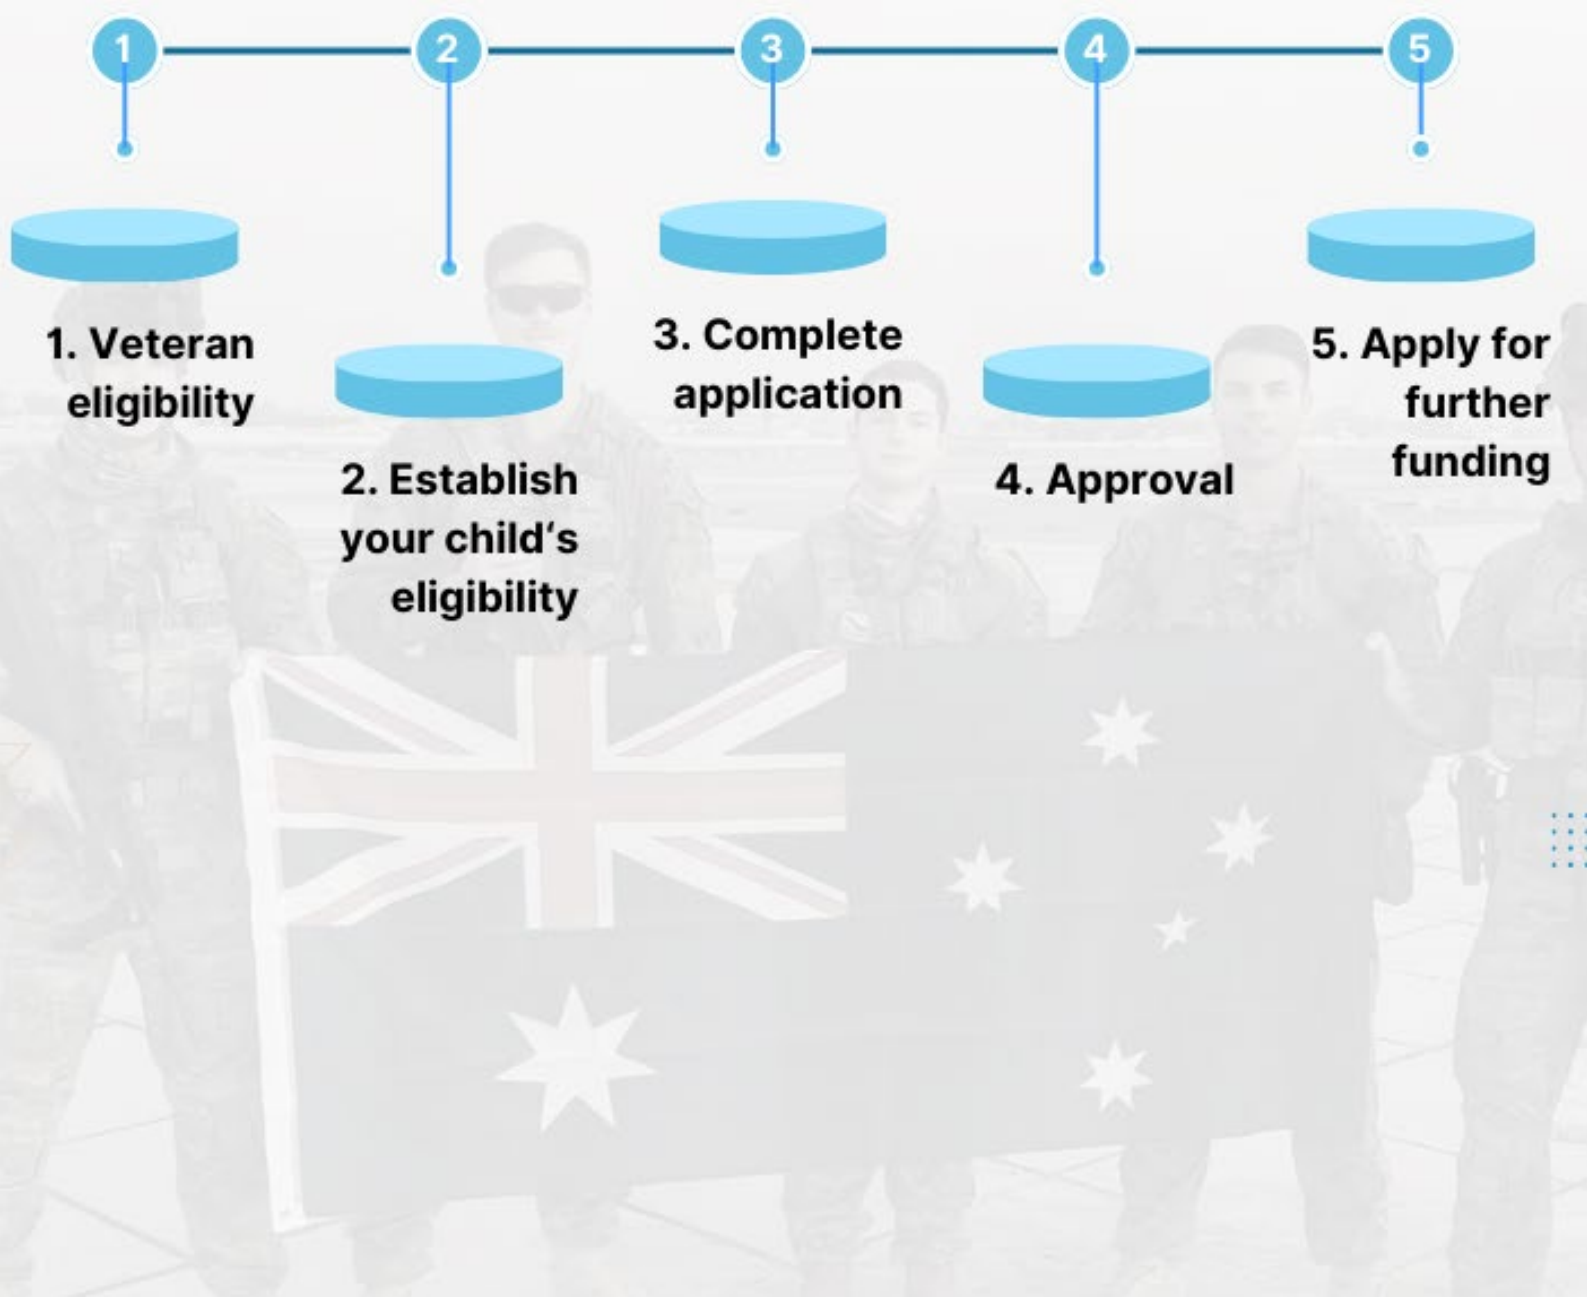 1
2
3
4
5
1. Veteran
eligibility
2. Establish
your child‘s
eligibility
3. Complete
application
4. Approval
5. Apply for
further
funding